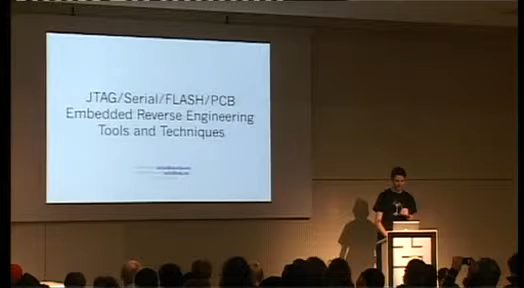 JTAG/Serial/FLASH/PCB
Embedded Reverse Engineering
Tools and Techniques